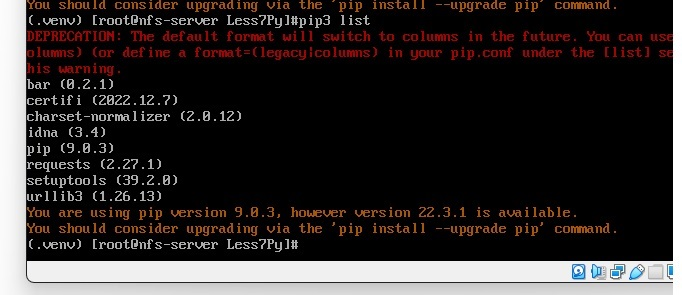 You should consider upgrading via the 'pip install --upgrade pip' command.
(.venv) [root@nfs-server Less7Py]#pip3 list
DEPRECATION: The default format will switch to columns in the future. You can use
olumns) (or define a format=(legacy|columns) in your pip.conf under the [list] se
his warning.
bar (0.2.1)
certifi (2022.12.7)
charset-normalizer (2.0.12)
idna (3.4)
pip (9.0.3)
requests (2.27.1)
setuptools (39.2.0)
urllib3 (1.26.13)
You are using pip version 9.0.3, however version 22.3.1 is available.
You should consider upgrading via the 'pip install --upgrade pip' command.
(.venv) [root@nfs-server Less7Py]#